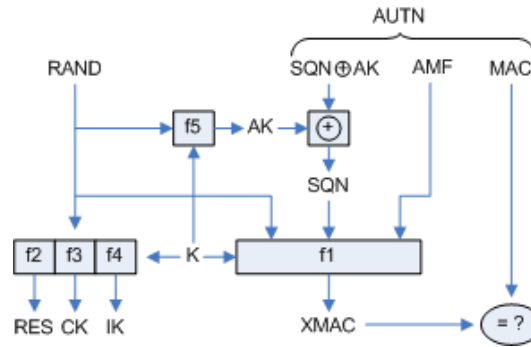 AUTN
RAND SQN⊕AK AMF MAC
f5 AK +
SQN
f2 f3 f4 K f1
RES CK IK XMAC = ?